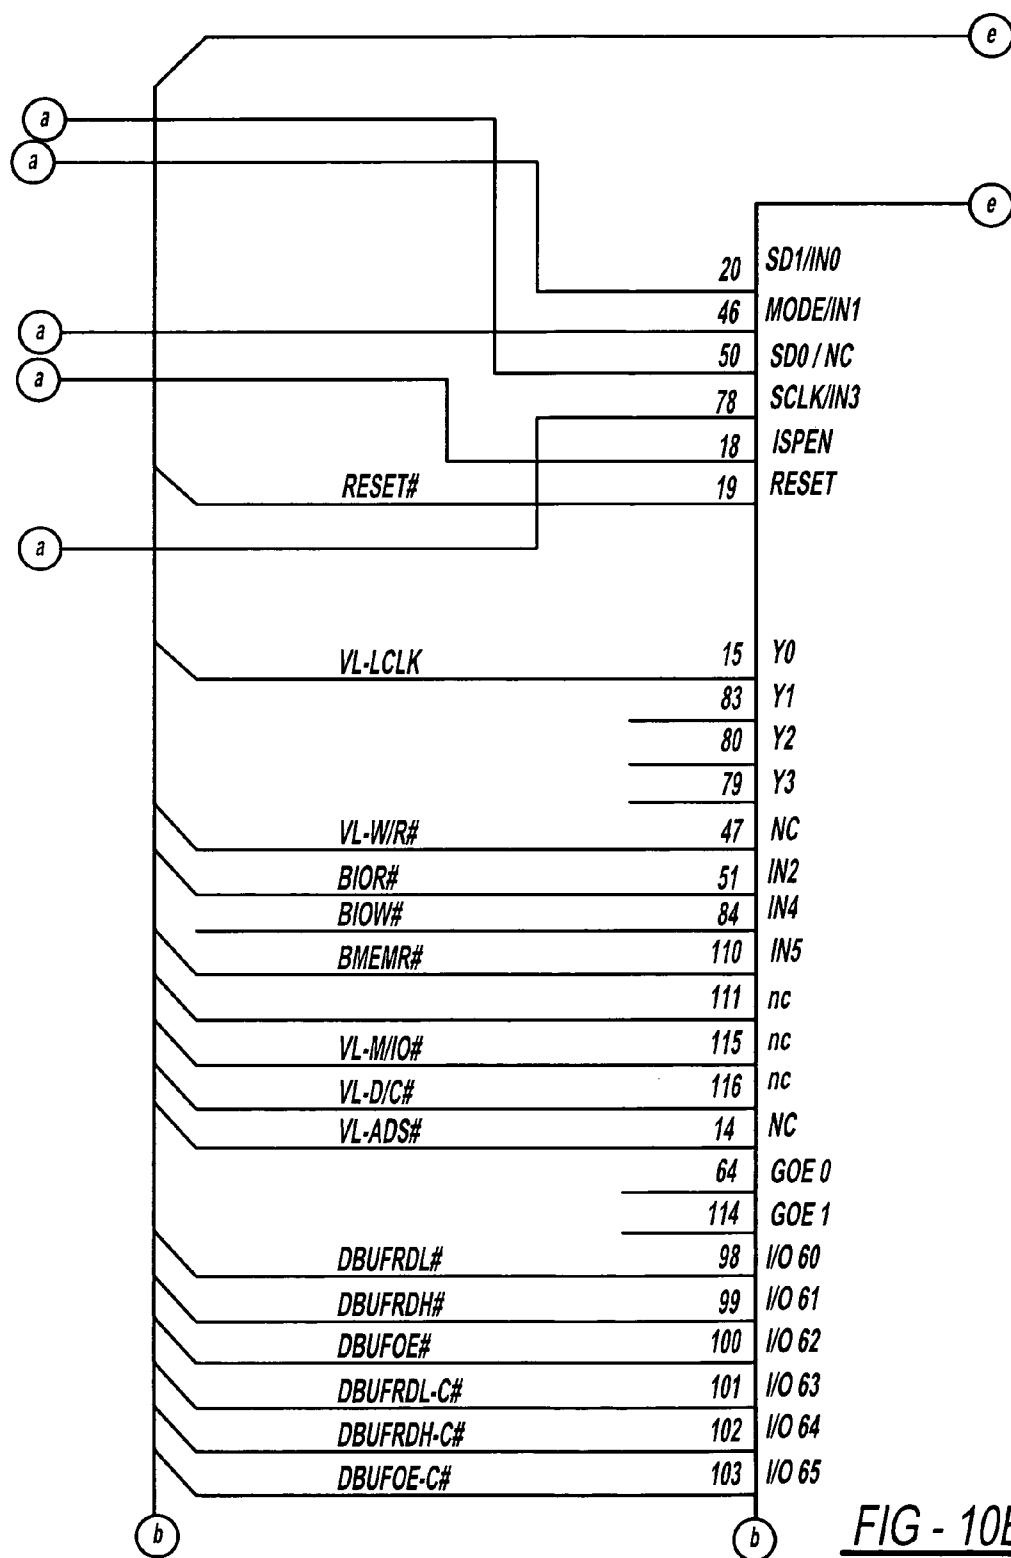 e
a
a
e
20 SD1/IN0
a 46 MODE/IN1
50 SD0 / NC
a
78 SCLK/IN3
18 ISPEN
RESET# 19 RESET
a
VL-LCLK 15 Y0
83 Y1
80 Y2
79 Y3
VL-W/R# 47 NC
BIOR# 51 IN2
BIOW# 84 IN4
BMEMR# 110 IN5
111 nc
VL-M/IO# 115 nc
VL-D/C# 116 nc
VL-ADS# 14 NC
64 GOE 0
114 GOE 1
DBUFRDL# 98 I/O 60
DBUFRDH# 99 I/O 61
DBUFOE# 100 I/O 62
DBUFRDL-C# 101 I/O 63
DBUFRDH-C# 102 I/O 64
DBUFOE-C# 103 I/O 65
b b
FIG - 10B